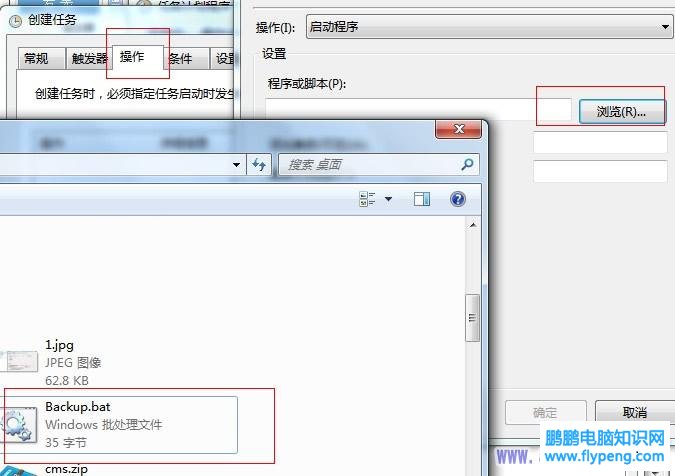 创建任务
常规 触发器 操作 条件 设置
创建任务时，必须指定任务启动时发生
操作(I): 启动程序
设置
程序或脚本(P):
浏览(R)...
搜索 桌面
1.jpg
JPEG 图像
62.8 KB
Backup.bat
Windows 批处理文件
35 字节
cms.zip
确定 取消
www.
鹏鹏电脑知识网
www.flypeng.com